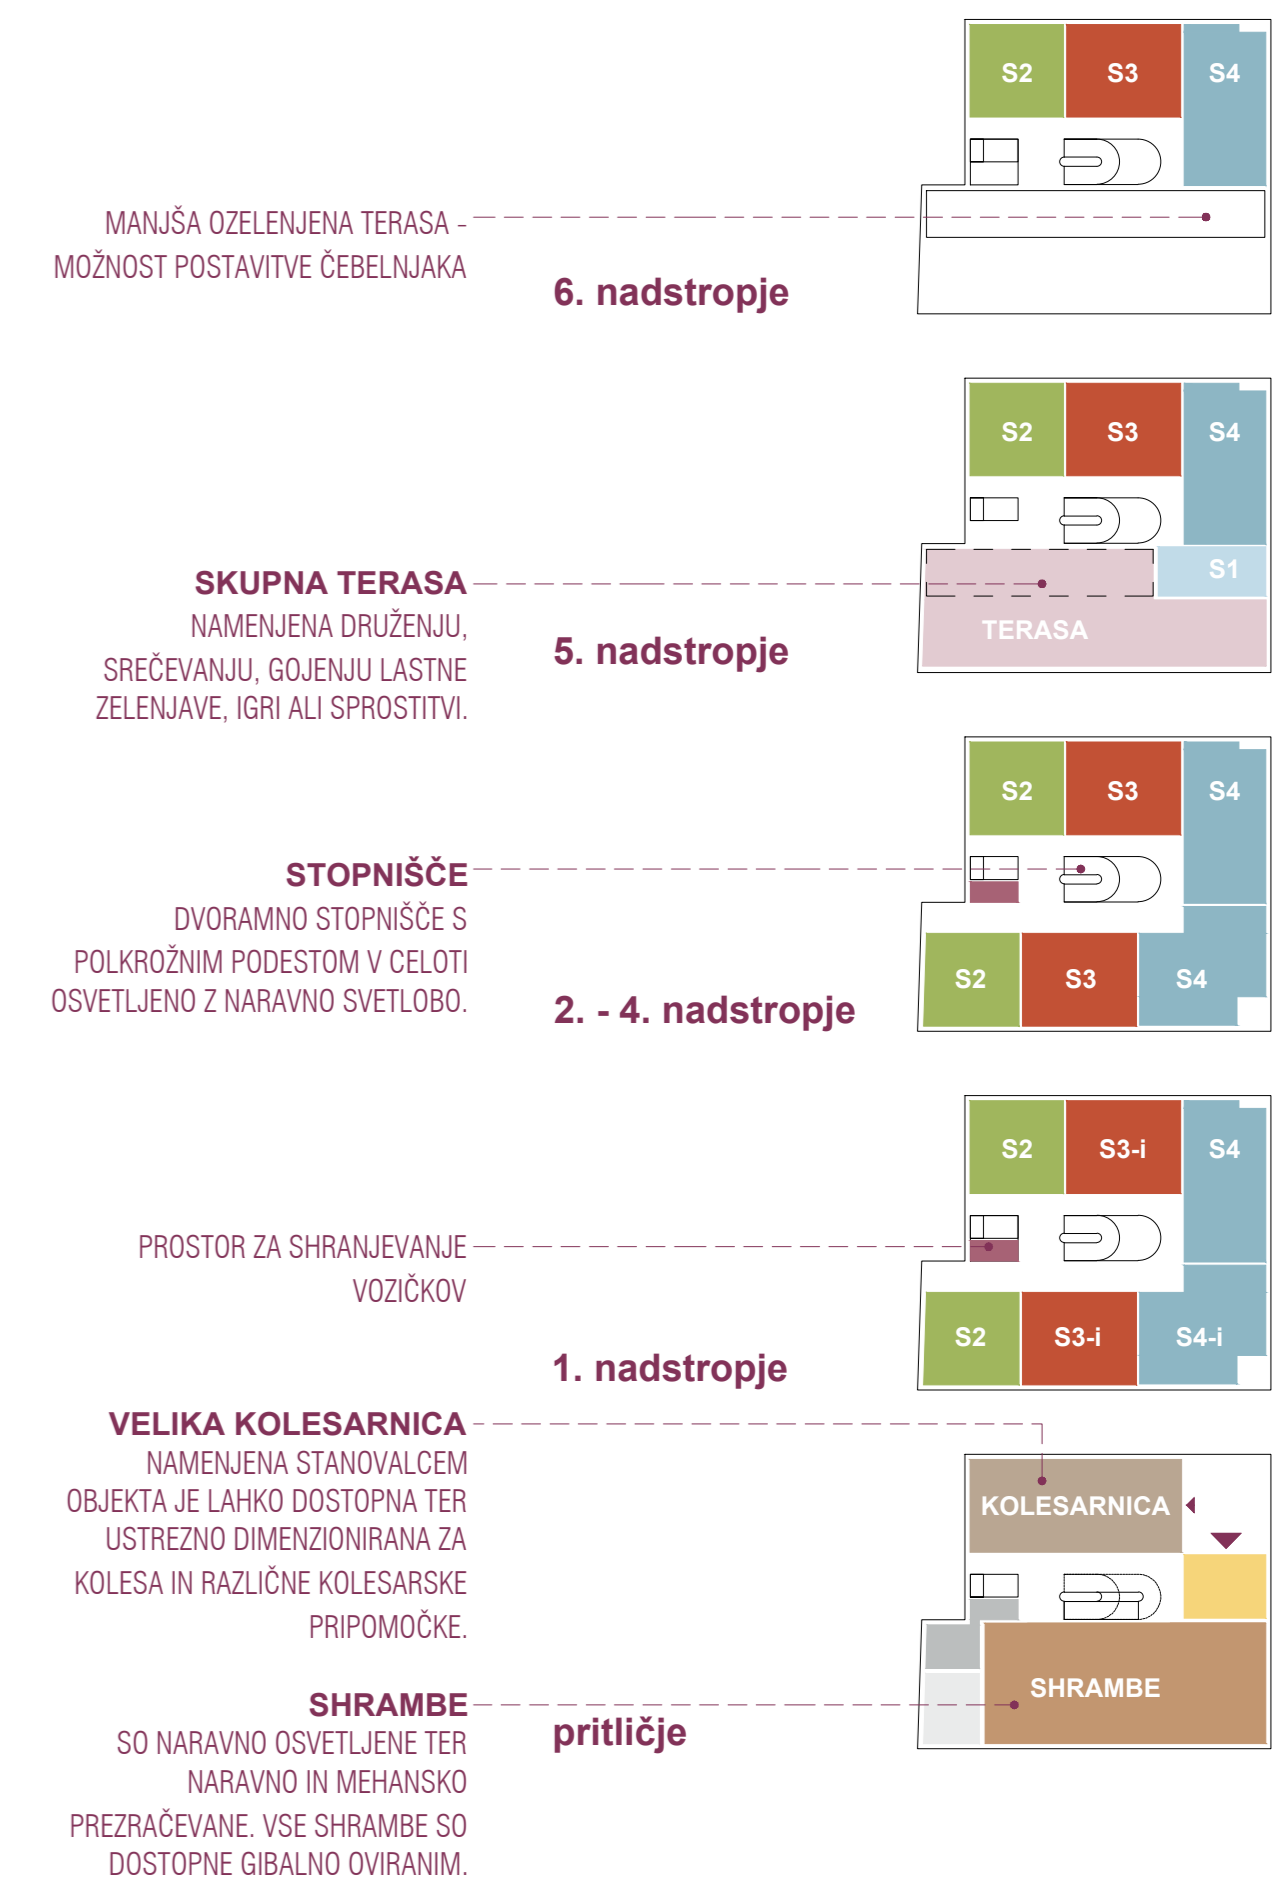 S2 S3 S4
MANJŠA OZELENJENA TERASA -
MOŽNOST POSTAVITVE ČEBELNJAKA
6. nadstropje
S2 S3 S4
S1
TERASA
SKUPNA TERASA
NAMENJENA DRUŽENJU,
SREČEVANJU, GOJENJU LASTNE
ZELENJAVE, IGRI ALI SPROSTITVI.
5. nadstropje
S2 S3 S4
STOPNIŠČE
DVORAMNO STOPNIŠČE S
POLKROŽNIM PODESTOM V CELOTI
OSVETLJENO Z NARAVNO SVETLOBO.
S2 S3 S4
2. - 4. nadstropje
S2 S3-i S4
PROSTOR ZA SHRANJEVANJE
VOZIČKOV
S2 S3-i S4-i
1. nadstropje
VELIKA KOLESARNICA
NAMENJENA STANOVALCEM
OBJEKTA JE LAHKO DOSTOPNA TER
USTREZNO DIMENZIONIRANA ZA
KOLESA IN RAZLIČNE KOLESARSKE
PRIPOMOČKE.
KOLESARNICA
SHRAMBE
SHRAMBE
SO NARAVNO OSVETLJENE TER
NARAVNO IN MEHANSKO
PREZRAČEVANE. VSE SHRAMBE SO
DOSTOPNE GIBALNO OVIRANIM.
pritličje